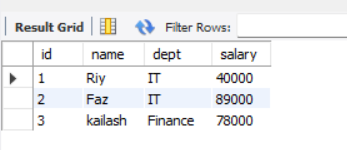 Result Grid Filter Rows:
id name dept salary
1 Riy IT 40000
2 Faz IT 89000
3 kailash Finance 78000